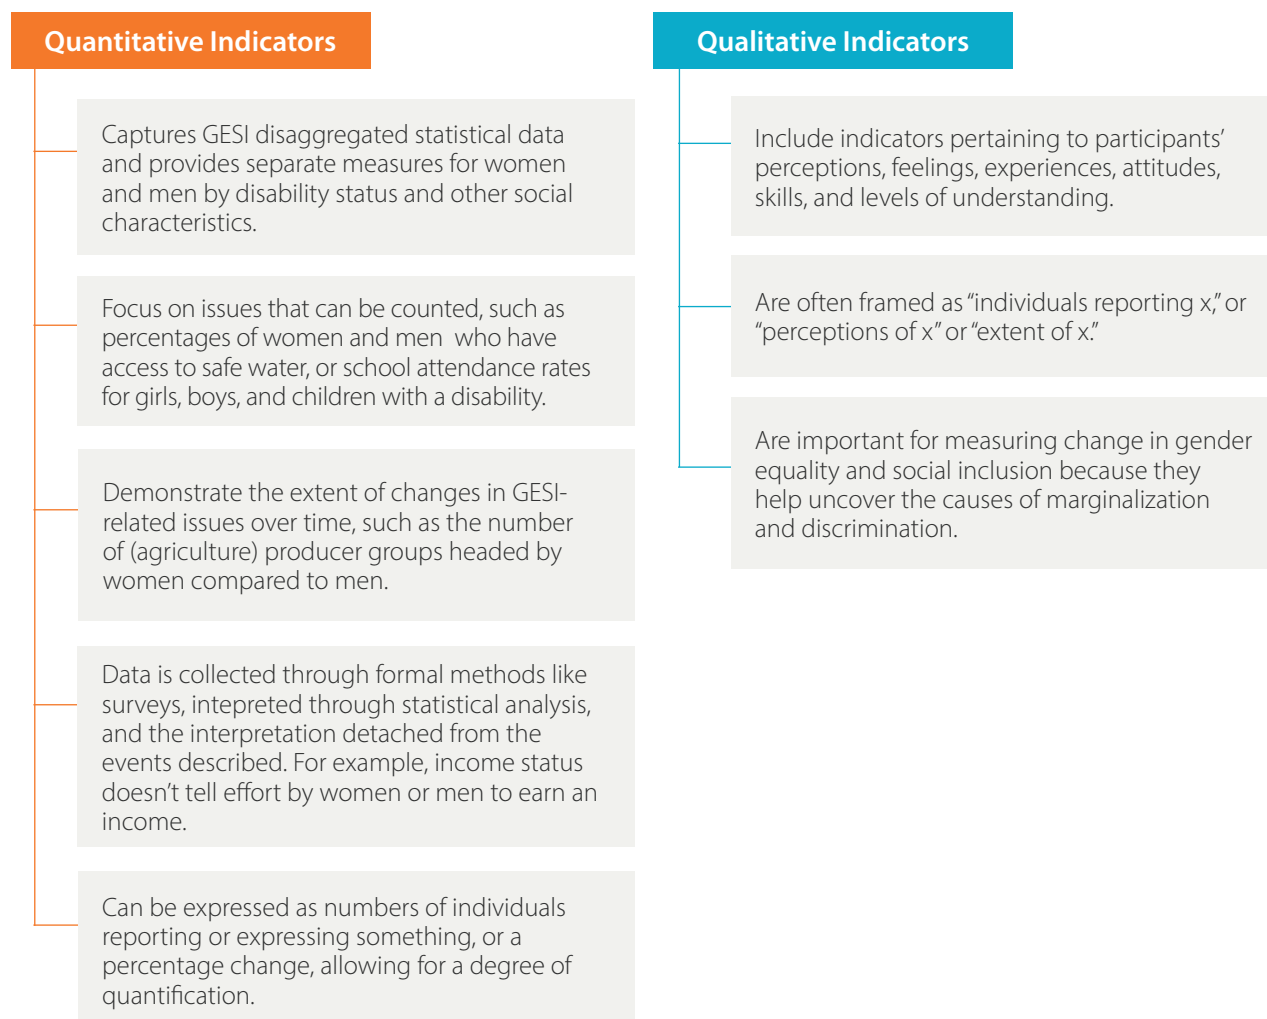 Quantitative Indicators
Captures GESI disaggregated statistical data
and provides separate measures for women
and men by disability status and other social
characteristics.
Focus on issues that can be counted, such as
percentages of women and men  who have
access to safe water, or school attendance rates
for girls, boys, and children with a disability.
Demonstrate the extent of changes in GESI-
related issues over time, such as the number
of (agriculture) producer groups headed by
women compared to men.
Data is collected through formal methods like
surveys, intepreted through statistical analysis,
and the interpretation detached from the
events described. For example, income status
doesn’t tell effort by women or men to earn an
income.
Can be expressed as numbers of individuals
reporting or expressing something, or a
percentage change, allowing for a degree of
quantification.
Qualitative Indicators
Include indicators pertaining to participants’
perceptions, feelings, experiences, attitudes,
skills, and levels of understanding.
Are often framed as “individuals reporting x,” or
“perceptions of x” or “extent of x.”
Are important for measuring change in gender
equality and social inclusion because they
help uncover the causes of marginalization
and discrimination.